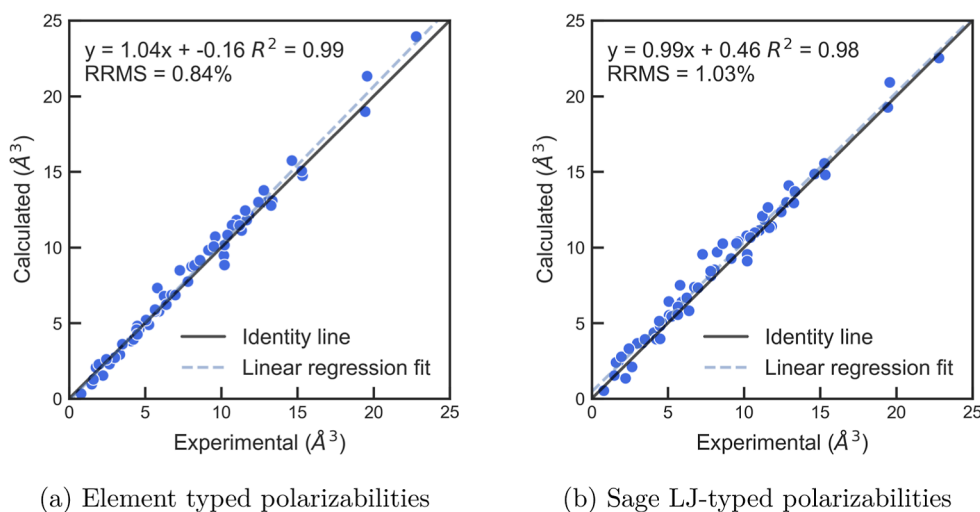 y = 1.04x + -0.16 R² = 0.99
RRMS = 0.84%
Calculated (Å³)
25
20
15
10
5
0
Identity line
Linear regression fit
0 5 10 15 20 25
Experimental (Å³)
(a) Element typed polarizabilities
y = 0.99x + 0.46 R² = 0.98
RRMS = 1.03%
Calculated (Å³)
25
20
15
10
5
0
Identity line
Linear regression fit
0 5 10 15 20 25
Experimental (Å³)
(b) Sage LJ-typed polarizabilities